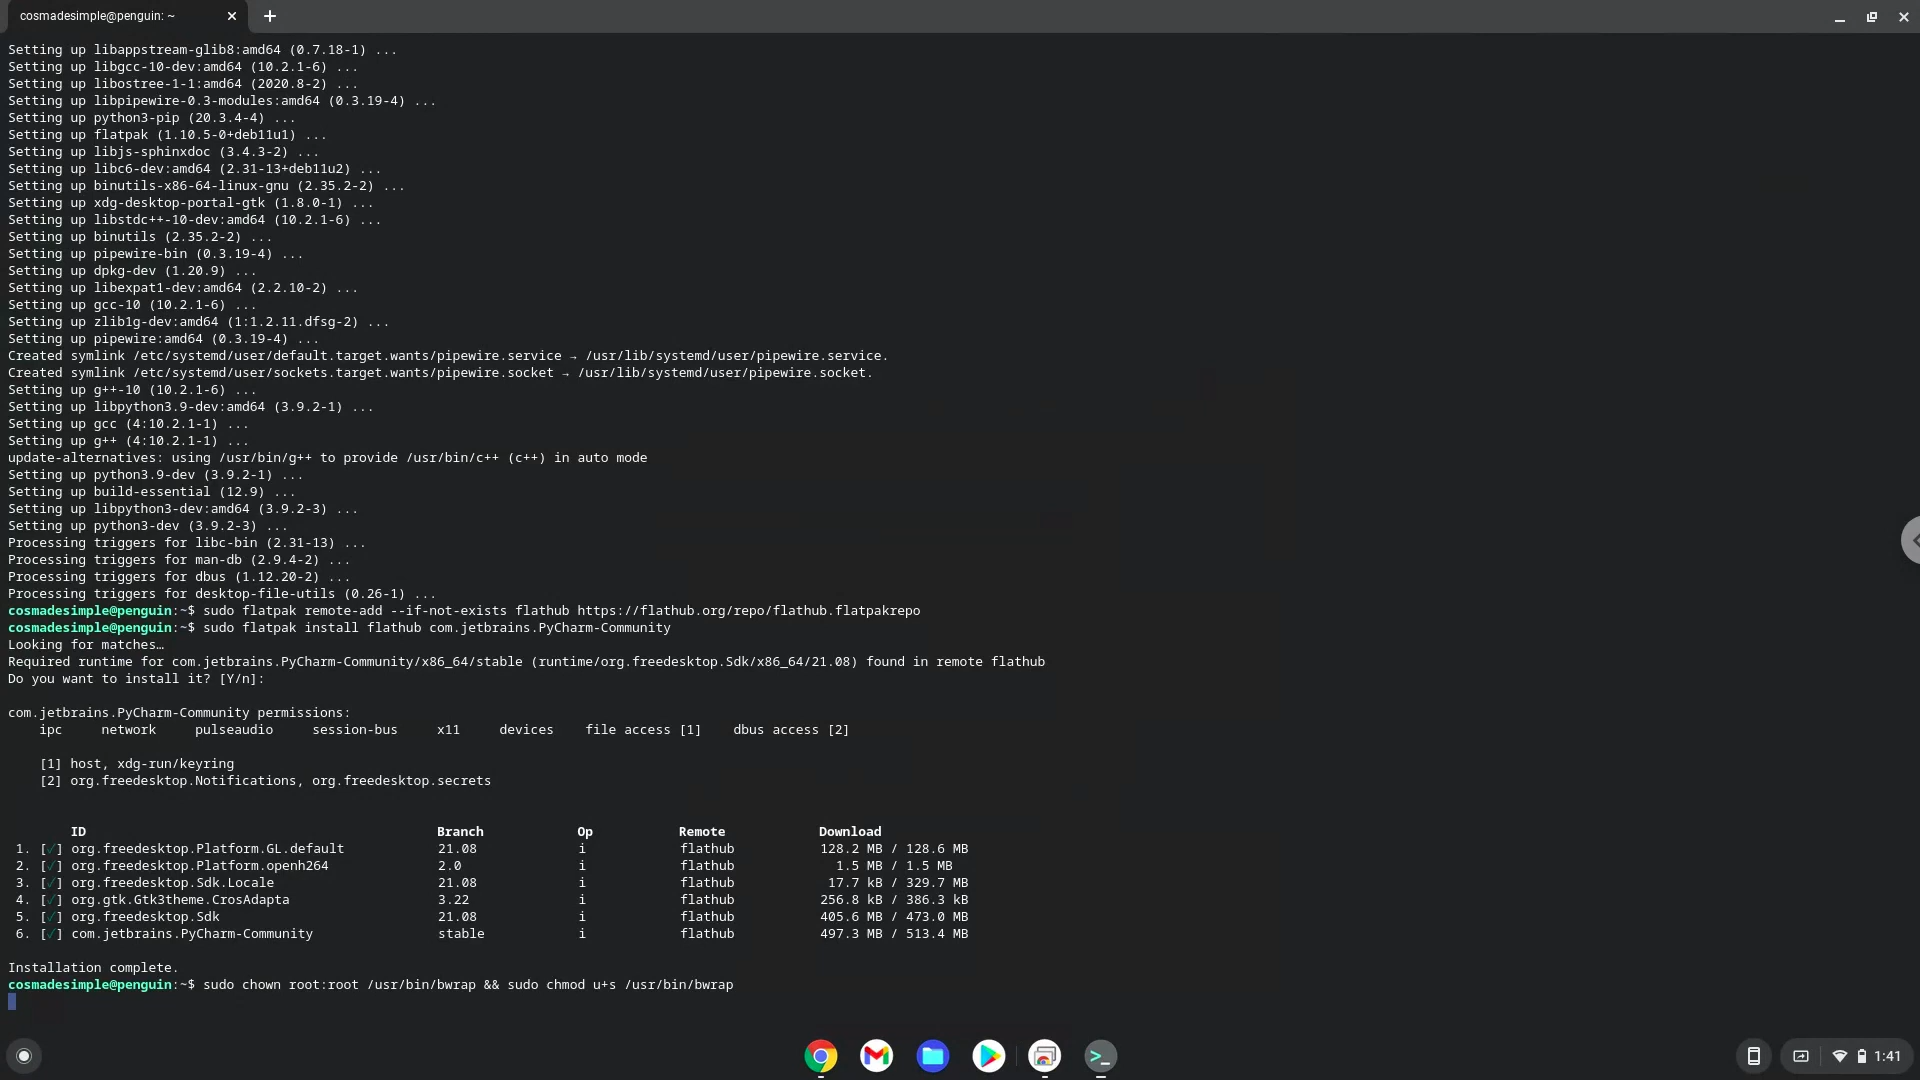 cosmadesimple@penguin: ~
Setting up libappstream-glib8:amd64 (0.7.18-1) ...
Setting up libgcc-10-dev:amd64 (10.2.1-6) ...
Setting up libostree-1-1:amd64 (2020.8-2) ...
Setting up libpipewire-0.3-modules:amd64 (0.3.19-4) ...
Setting up python3-pip (20.3.4-4) ...
Setting up flatpak (1.10.5-0+deb11u1) ...
Setting up libjs-sphinxdoc (3.4.3-2) ...
Setting up libc6-dev:amd64 (2.31-13+deb11u2) ...
Setting up binutils-x86-64-linux-gnu (2.35.2-2) ...
Setting up xdg-desktop-portal-gtk (1.8.0-1) ...
Setting up libstdc++-10-dev:amd64 (10.2.1-6) ...
Setting up binutils (2.35.2-2) ...
Setting up pipewire-bin (0.3.19-4) ...
Setting up dpkg-dev (1.20.9) ...
Setting up libexpat1-dev:amd64 (2.2.10-2) ...
Setting up gcc-10 (10.2.1-6) ...
Setting up zlib1g-dev:amd64 (1:1.2.11.dfsg-2) ...
Setting up pipewire:amd64 (0.3.19-4) ...
Created symlink /etc/systemd/user/default.target.wants/pipewire.service → /usr/lib/systemd/user/pipewire.service.
Created symlink /etc/systemd/user/sockets.target.wants/pipewire.socket → /usr/lib/systemd/user/pipewire.socket.
Setting up g++-10 (10.2.1-6) ...
Setting up libpython3.9-dev:amd64 (3.9.2-1) ...
Setting up gcc (4:10.2.1-1) ...
Setting up g++ (4:10.2.1-1) ...
update-alternatives: using /usr/bin/g++ to provide /usr/bin/c++ (c++) in auto mode
Setting up python3.9-dev (3.9.2-1) ...
Setting up build-essential (12.9) ...
Setting up libpython3-dev:amd64 (3.9.2-3) ...
Setting up python3-dev (3.9.2-3) ...
Processing triggers for libc-bin (2.31-13) ...
Processing triggers for man-db (2.9.4-2) ...
Processing triggers for dbus (1.12.20-2) ...
Processing triggers for desktop-file-utils (0.26-1) ...
cosmadesimple@penguin:~$ sudo flatpak remote-add --if-not-exists flathub https://flathub.org/repo/flathub.flatpakrepo
cosmadesimple@penguin:~$ sudo flatpak install flathub com.jetbrains.PyCharm-Community
Looking for matches…
Required runtime for com.jetbrains.PyCharm-Community/x86_64/stable (runtime/org.freedesktop.Sdk/x86_64/21.08) found in remote flathub
Do you want to install it? [Y/n]:
com.jetbrains.PyCharm-Community permissions:
ipc network pulseaudio session-bus x11 devices file access [1] dbus access [2]
[1] host, xdg-run/keyring
[2] org.freedesktop.Notifications, org.freedesktop.secrets
ID Branch Op Remote Download
1. [✓] org.freedesktop.Platform.GL.default 21.08 i flathub 128.2 MB / 128.6 MB
2. [✓] org.freedesktop.Platform.openh264 2.0 i flathub 1.5 MB / 1.5 MB
3. [✓] org.freedesktop.Sdk.Locale 21.08 i flathub 17.7 kB / 329.7 MB
4. [✓] org.gtk.Gtk3theme.CrosAdapta 3.22 i flathub 256.8 kB / 386.3 kB
5. [✓] org.freedesktop.Sdk 21.08 i flathub 405.6 MB / 473.0 MB
6. [✓] com.jetbrains.PyCharm-Community stable i flathub 497.3 MB / 513.4 MB
Installation complete.
cosmadesimple@penguin:~$ sudo chown root:root /usr/bin/bwrap && sudo chmod u+s /usr/bin/bwrap
1:41